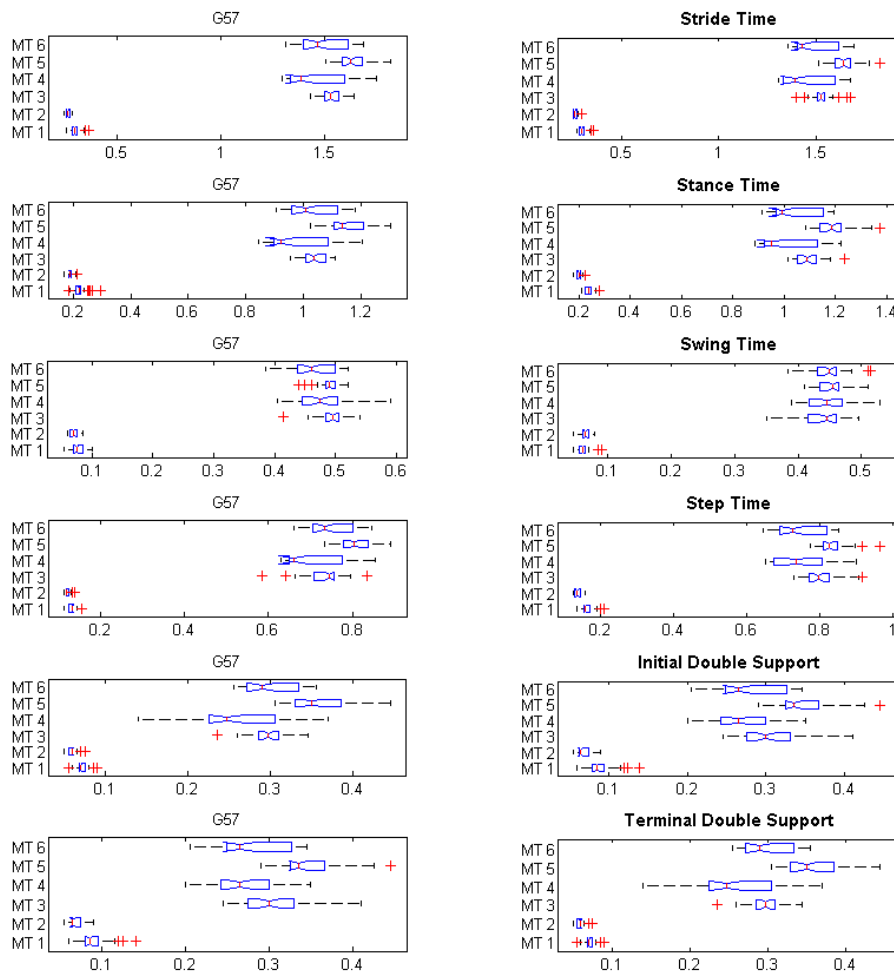 G57
MT 6
MT 5
MT 4
MT 3
MT 2
MT 1
0.5 1 1.5
Stride Time
MT 6
MT 5
MT 4
MT 3
MT 2
MT 1
0.5 1 1.5
G57
MT 6
MT 5
MT 4
MT 3
MT 2
MT 1
0.2 0.4 0.6 0.8 1 1.2
Stance Time
MT 6
MT 5
MT 4
MT 3
MT 2
MT 1
0.2 0.4 0.6 0.8 1 1.2 1.4
G57
MT 6
MT 5
MT 4
MT 3
MT 2
MT 1
0.1 0.2 0.3 0.4 0.5 0.6
Swing Time
MT 6
MT 5
MT 4
MT 3
MT 2
MT 1
0.1 0.2 0.3 0.4 0.5
G57
MT 6
MT 5
MT 4
MT 3
MT 2
MT 1
0.2 0.4 0.6 0.8
Step Time
MT 6
MT 5
MT 4
MT 3
MT 2
MT 1
0.2 0.4 0.6 0.8 1
G57
MT 6
MT 5
MT 4
MT 3
MT 2
MT 1
0.1 0.2 0.3 0.4
Initial Double Support
MT 6
MT 5
MT 4
MT 3
MT 2
MT 1
0.1 0.2 0.3 0.4
G57
MT 6
MT 5
MT 4
MT 3
MT 2
MT 1
0.1 0.2 0.3 0.4
Terminal Double Support
MT 6
MT 5
MT 4
MT 3
MT 2
MT 1
0.1 0.2 0.3 0.4